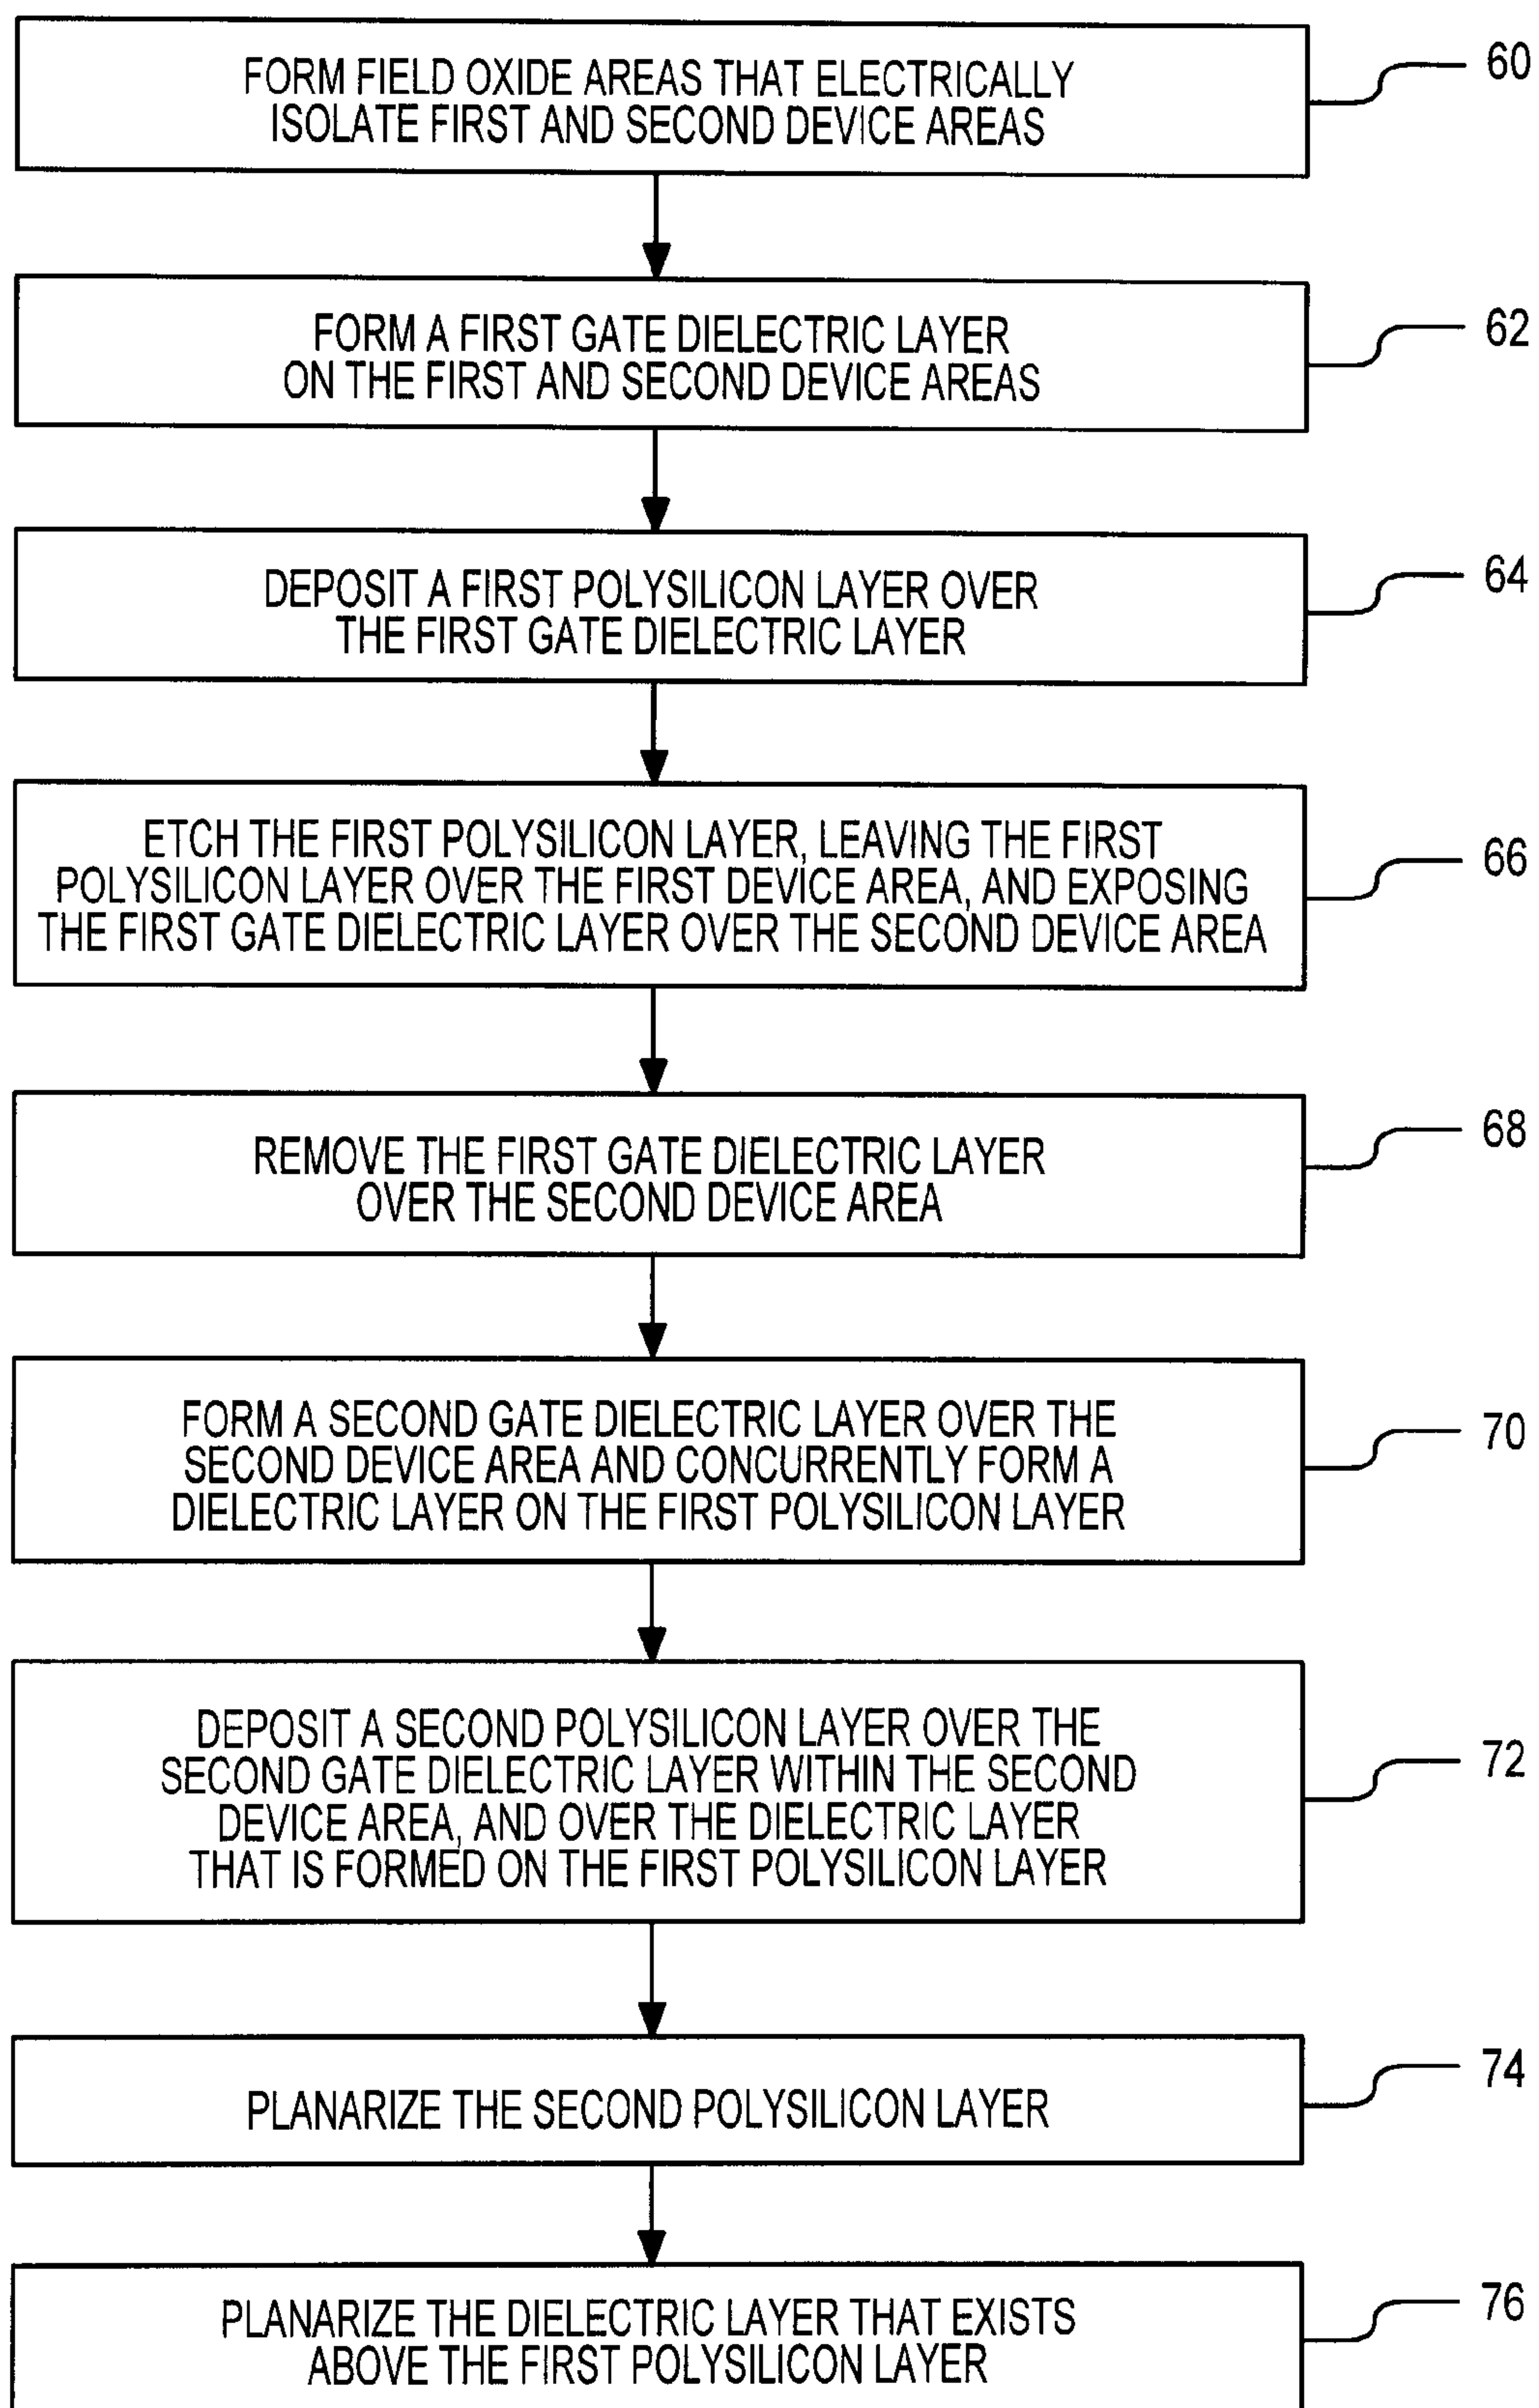 FORM FIELD OXIDE AREAS THAT ELECTRICALLY
ISOLATE FIRST AND SECOND DEVICE AREAS
60
FORM A FIRST GATE DIELECTRIC LAYER
ON THE FIRST AND SECOND DEVICE AREAS
62
DEPOSIT A FIRST POLYSILICON LAYER OVER
THE FIRST GATE DIELECTRIC LAYER
64
ETCH THE FIRST POLYSILICON LAYER, LEAVING THE FIRST
POLYSILICON LAYER OVER THE FIRST DEVICE AREA, AND EXPOSING
THE FIRST GATE DIELECTRIC LAYER OVER THE SECOND DEVICE AREA
66
REMOVE THE FIRST GATE DIELECTRIC LAYER
OVER THE SECOND DEVICE AREA
68
FORM A SECOND GATE DIELECTRIC LAYER OVER THE
SECOND DEVICE AREA AND CONCURRENTLY FORM A
DIELECTRIC LAYER ON THE FIRST POLYSILICON LAYER
70
DEPOSIT A SECOND POLYSILICON LAYER OVER THE
SECOND GATE DIELECTRIC LAYER WITHIN THE SECOND
DEVICE AREA, AND OVER THE DIELECTRIC LAYER
THAT IS FORMED ON THE FIRST POLYSILICON LAYER
72
PLANARIZE THE SECOND POLYSILICON LAYER
74
PLANARIZE THE DIELECTRIC LAYER THAT EXISTS
ABOVE THE FIRST POLYSILICON LAYER
76